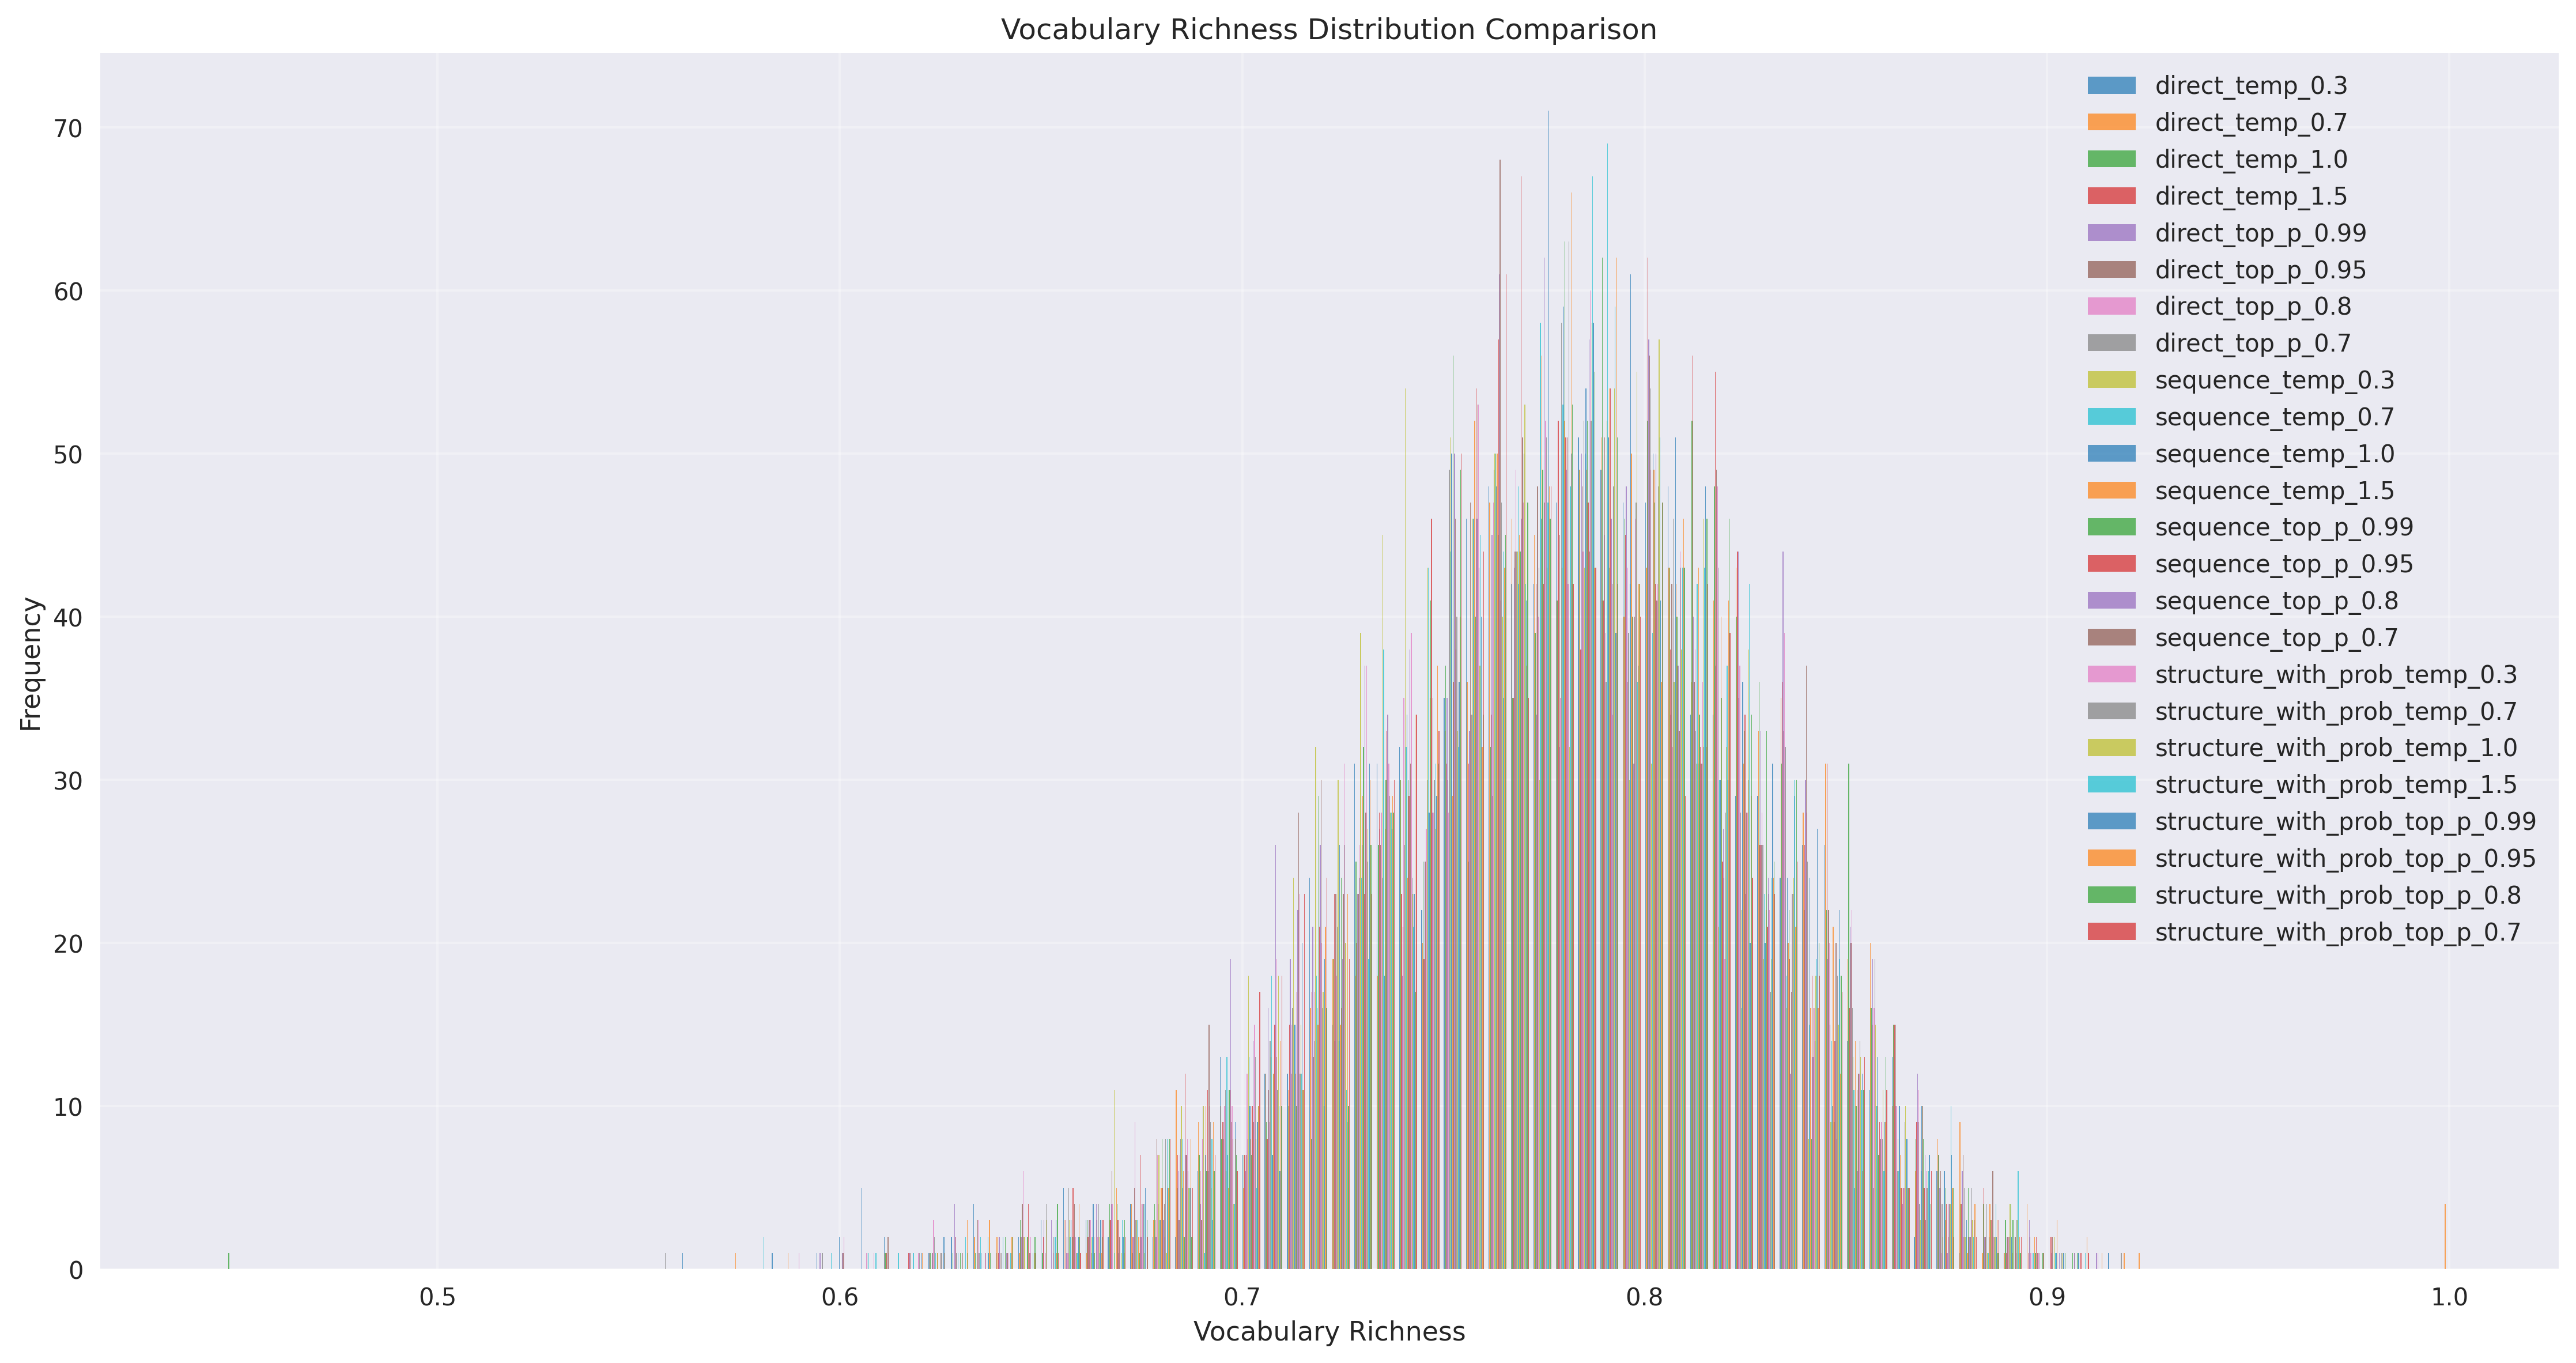 Vocabulary Richness Distribution Comparison
direct_temp_0.3
direct_temp_0.7
direct_temp_1.0
direct_temp_1.5
direct_top_p_0.99
direct_top_p_0.95
direct_top_p_0.8
direct_top_p_0.7
sequence_temp_0.3
sequence_temp_0.7
sequence_temp_1.0
sequence_temp_1.5
sequence_top_p_0.99
sequence_top_p_0.95
sequence_top_p_0.8
sequence_top_p_0.7
structure_with_prob_temp_0.3
structure_with_prob_temp_0.7
structure_with_prob_temp_1.0
structure_with_prob_temp_1.5
structure_with_prob_top_p_0.99
structure_with_prob_top_p_0.95
structure_with_prob_top_p_0.8
structure_with_prob_top_p_0.7
Frequency
70
60
50
40
30
20
10
0
0.5 0.6 0.7 0.8 0.9 1.0
Vocabulary Richness